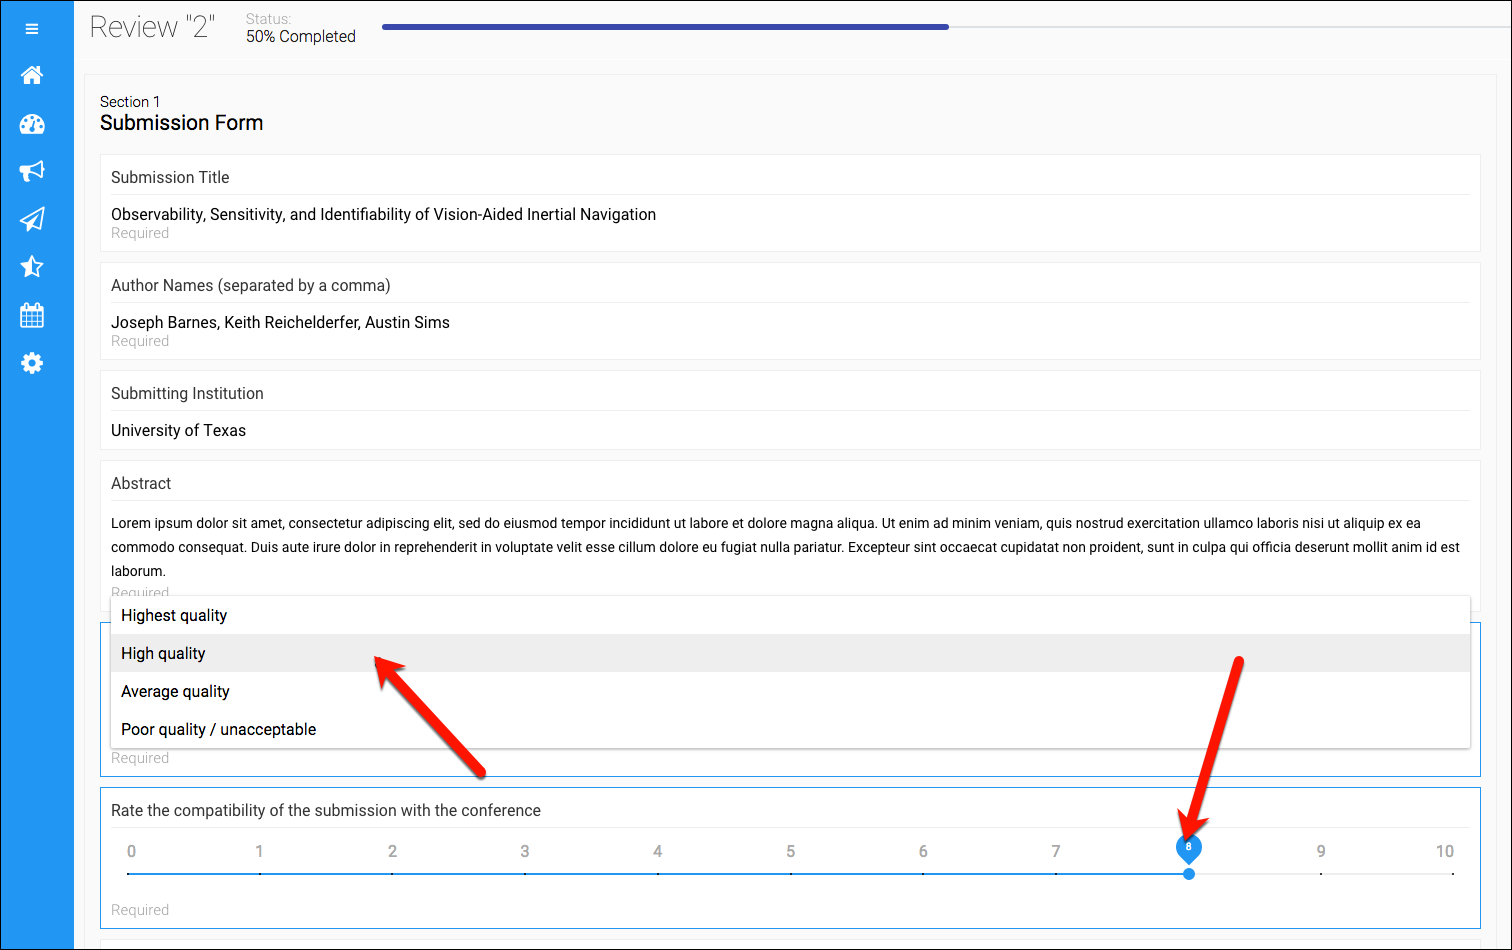 Review "2"
Status:
50% Completed
Section 1
Submission Form
Submission Title
Observability, Sensitivity, and Identifiability of Vision-Aided Inertial Navigation
Required
Author Names (separated by a comma)
Joseph Barnes, Keith Reichelderfer, Austin Sims
Required
Submitting Institution
University of Texas
Abstract
Lorem ipsum dolor sit amet, consectetur adipiscing elit, sed do eiusmod tempor incididunt ut labore et dolore magna aliqua. Ut enim ad minim veniam, quis nostrud exercitation ullamco laboris nisi ut aliquip ex ea
commodo consequat. Duis aute irure dolor in reprehenderit in voluptate velit esse cillum dolore eu fugiat nulla pariatur. Excepteur sint occaecat cupidatat non proident, sunt in culpa qui officia deserunt mollit anim id est
laborum.
Required
Highest quality
High quality
Average quality
Poor quality / unacceptable
Required
Rate the compatibility of the submission with the conference
0 1 2 3 4 5 6 7 8 9 10
Required